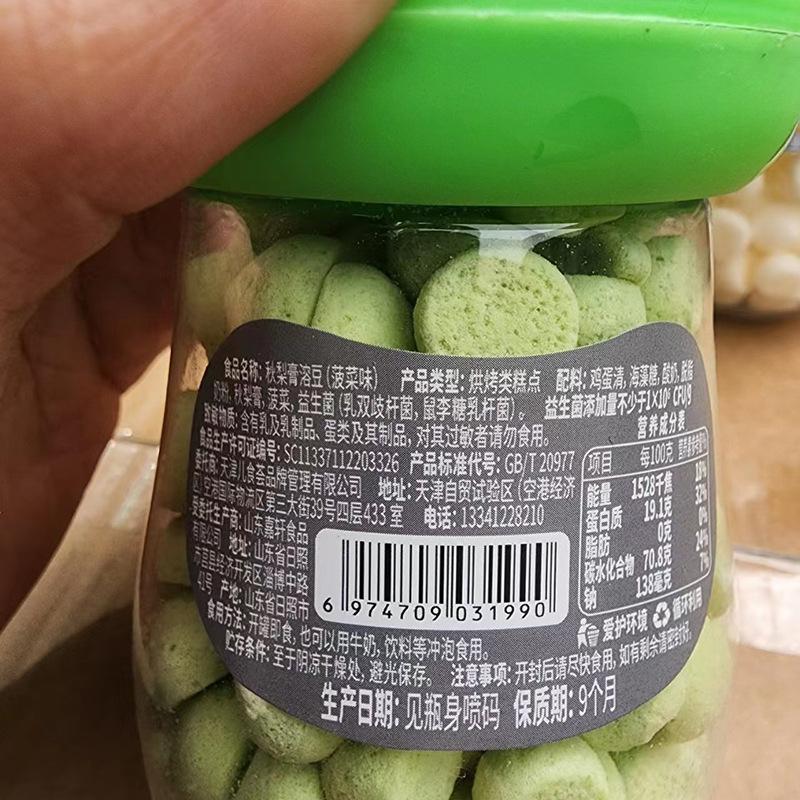 食品名称: 秋梨膏溶豆 (菠菜味) 产品类型: 烘烤类糕点 配料: 鸡蛋清, 海藻糖, 酸奶, 脱脂
奶粉, 秋梨膏, 菠菜, 益生菌 (乳双歧杆菌, 鼠李糖乳杆菌)。 益生菌添加量不少于1×10⁶ CFU/g
致敏物质: 含有乳及乳制品、蛋类及其制品, 对其过敏者请勿食用。
食品生产许可证编号: SC11337112203326 产品标准代号: GB/T 20977
委托商: 天津儿食荟品牌管理有限公司 地址: 天津自贸试验区 (空港经济
区) 空港国际物流区第三大街39号四层433 室 电话: 13341228210
受委托生产商: 山东嘉轩食品
有限公司 地址: 山东省日照
市莒县经济开发区淄博中路
产地: 山东省日照市
食用方法: 开罐即食, 也可以用牛奶, 饮料等冲泡食用。
贮存条件: 至于阴凉干燥处, 避光保存。 注意事项: 开封后请尽快食用, 如有剩余请密封好。
生产日期: 见瓶身喷码 保质期: 9个月
6 974709 031990
营养成分表
项目 每100克 营养素参考值%
能量 1528千焦 18%
蛋白质 19.1克 32%
脂肪 0克 0%
碳水化合物 70.8克 24%
钠 138毫克 7%
爱护环境 循环利用